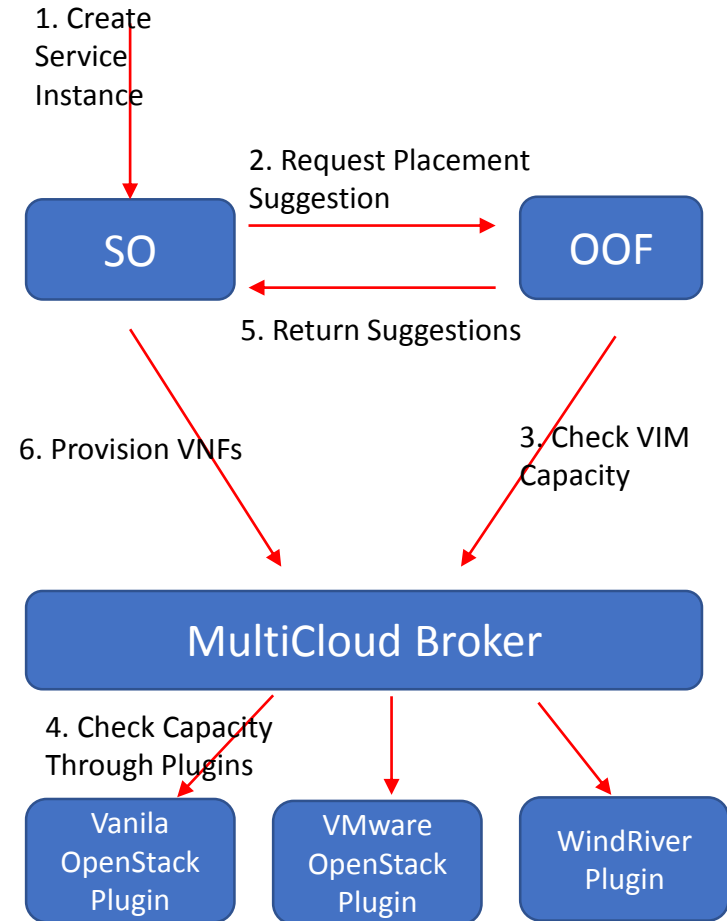 1. Create
Service
Instance
2. Request Placement
Suggestion
SO
OOF
5. Return Suggestions
6. Provision VNFs
3. Check VIM
Capacity
MultiCloud Broker
4. Check Capacity
Through Plugins
Vanila
OpenStack
Plugin
VMware
OpenStack
Plugin
WindRiver
Plugin